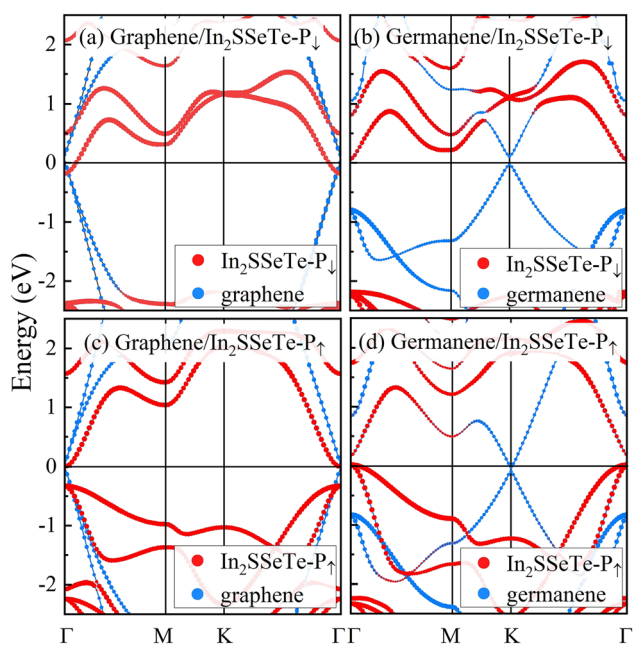 (a) Graphene/In₂SSeTe-P↓
(b) Germanene/In₂SSeTe-P↓
2
1
0
-1
-2
In₂SSeTe-P↓
graphene
In₂SSeTe-P↓
germanene
Energy (eV)
(c) Graphene/In₂SSeTe-P↑
(d) Germanene/In₂SSeTe-P↑
2
1
0
-1
-2
In₂SSeTe-P↑
graphene
In₂SSeTe-P↑
germanene
Γ M K Γ Γ M K Γ